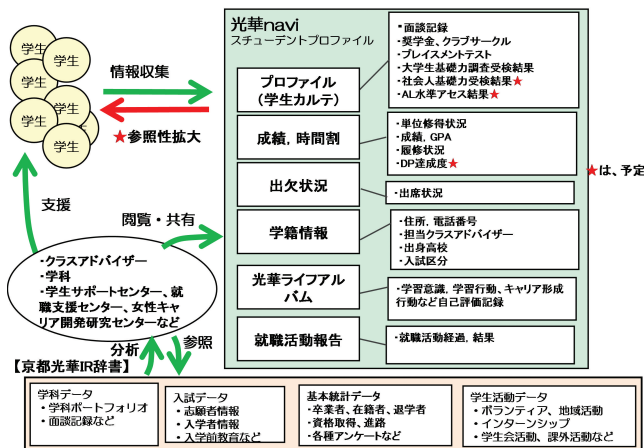 学生
学生
学生
学生
学生
学生
学生
情報収集
★参照性拡大
支援
閲覧・共有
・クラスアドバイザー
・学科
・学生サポートセンター、就
職支援センター、女性キャ
リア開発研究センターなど
分析
参照
光華navi
スチューデントプロファイル
プロファイル
(学生カルテ)
・面談記録
・奨学金、クラブサークル
・プレイスメントテスト
・大学生基礎力調査受検結果
・社会人基礎力受検結果★
・AL水準アセス結果★
成績，時間割
・単位修得状況
・成績，GPA
・履修状況
・DP達成度★
★は、予定
出欠状況
・出席状況
学籍情報
・住所、電話番号
・担当クラスアドバイザー
・出身高校
・入試区分
光華ライフアル
バム
・学習意識，学習行動、キャリア形成
行動など自己評価記録
就職活動報告
・就職活動経過，結果
【京都光華IR辞書】
学科データ
・学科ポートフォリオ
・面談記録など
入試データ
・志願者情報
・入学者情報
・入学前教育など
基本統計データ
・卒業者、在籍者、退学者
・資格取得、進路
・各種アンケートなど
学生活動データ
・ボランティア、地域活動
・インターンシップ
・学生会活動、課外活動など